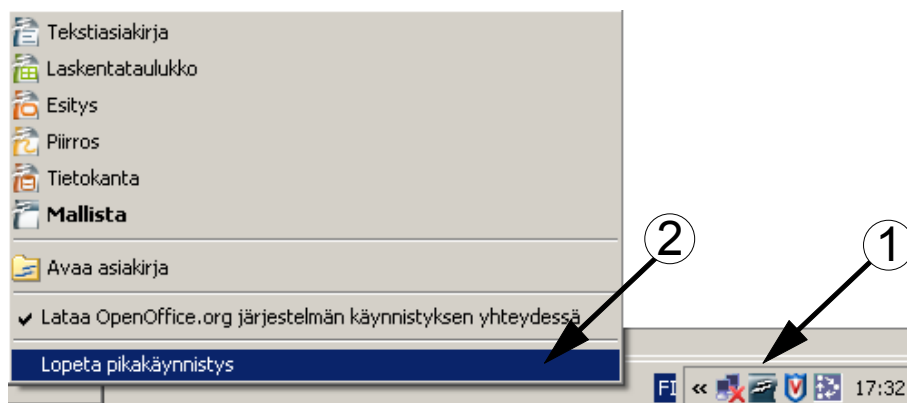 Tekstiasiakirja
Laskentataulukko
Esitys
Piirros
Tietokanta
Mallista
Avaa asiakirja
Lataa OpenOffice.org järjestelmän käynnistyksen yhteydessä
Lopeta pikakäynnistys
2
1
FI « V 17:32